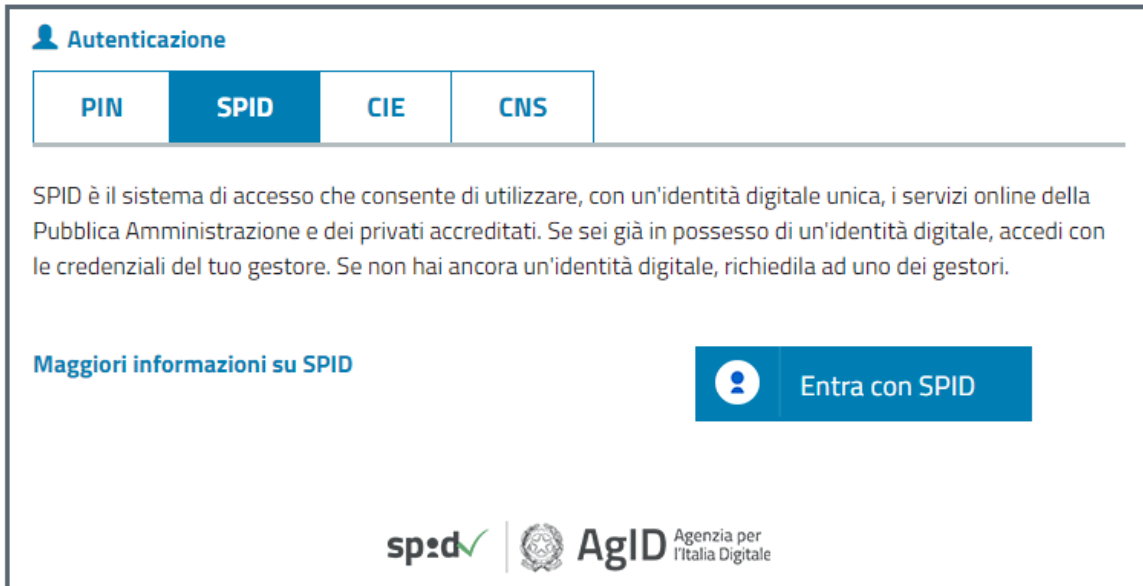 Autenticazione
PIN SPID CIE CNS
SPID è il sistema di accesso che consente di utilizzare, con un'identità digitale unica, i servizi online della
Pubblica Amministrazione e dei privati accreditati. Se sei già in possesso di un'identità digitale, accedi con
le credenziali del tuo gestore. Se non hai ancora un'identità digitale, richiedila ad uno dei gestori.
Maggiori informazioni su SPID
Entra con SPID
spid AgID Agenzia per
l'Italia Digitale